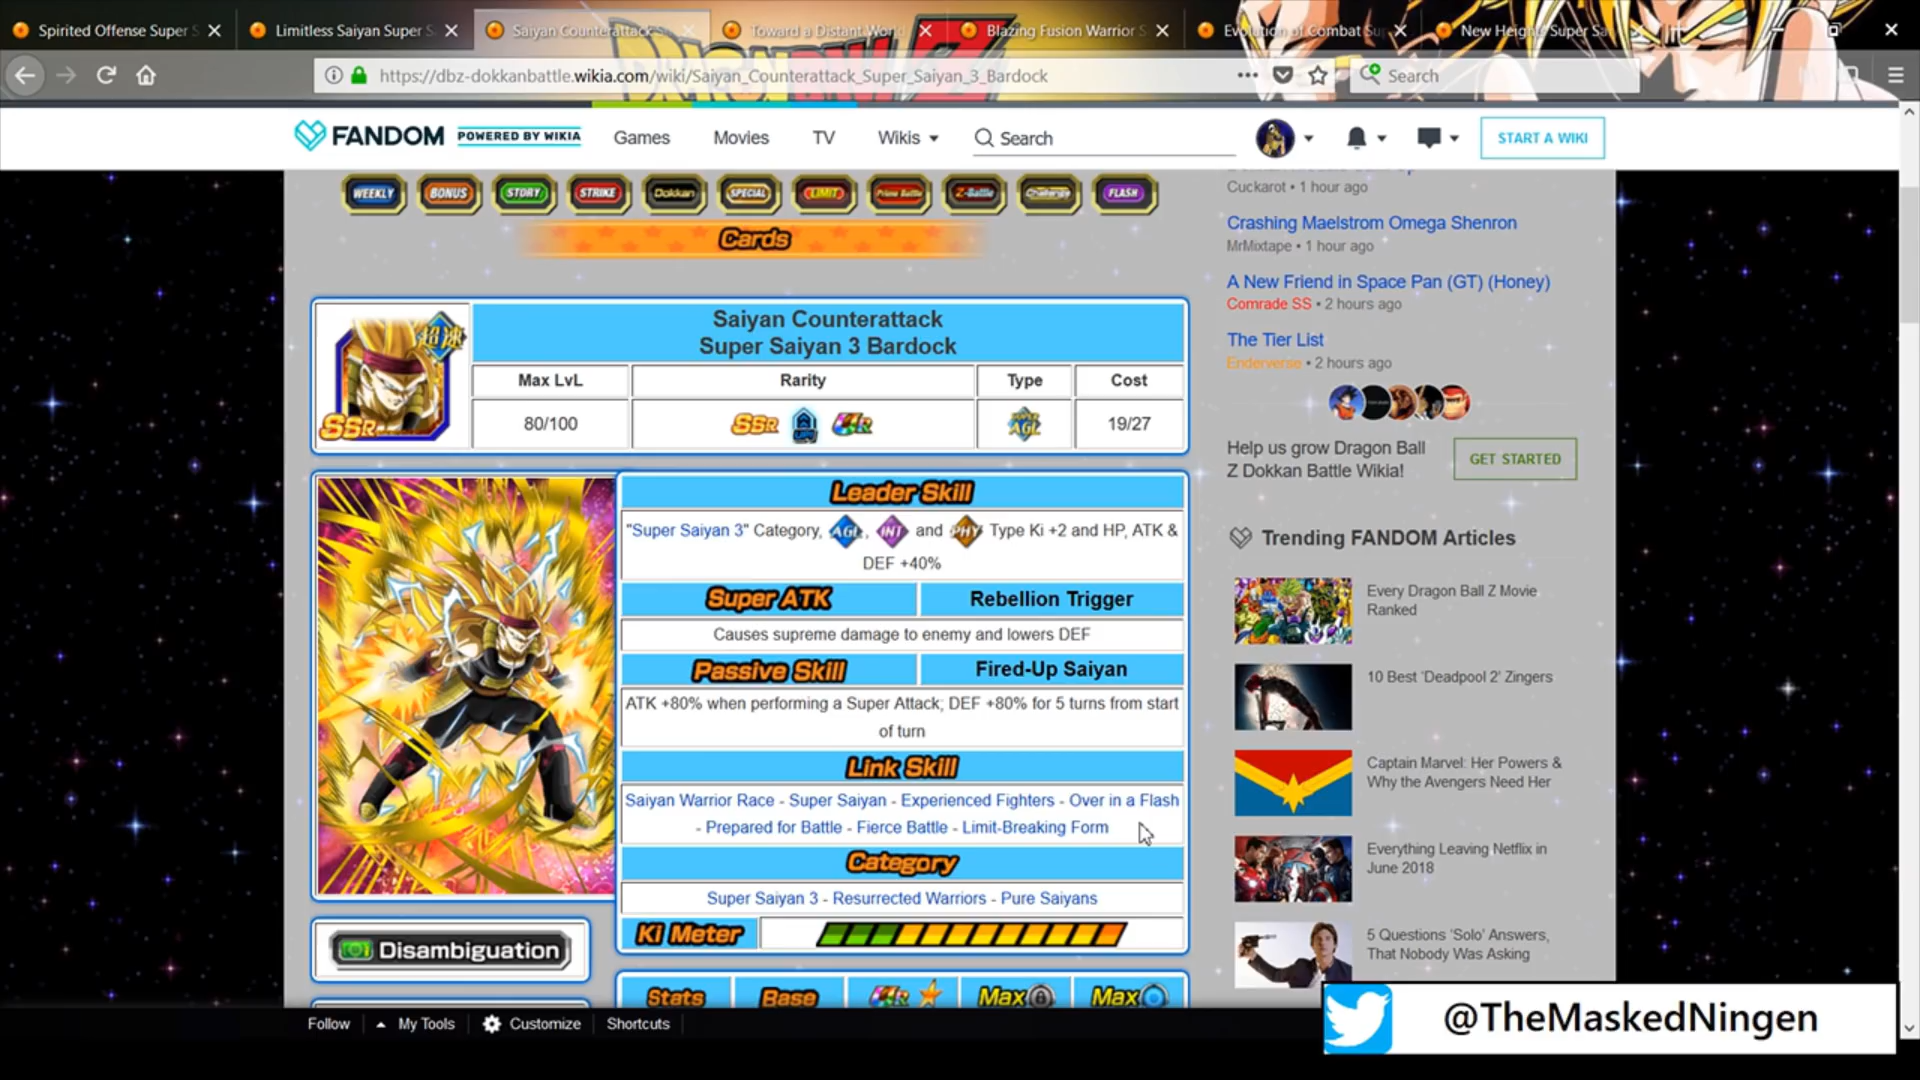 Spirited Offense Super S
Limitless Saiyan Super S
Saiyan Counterattack
Toward a Distant World
Blazing Fusion Warrior S
Evolution of Combat Su
New Height Super Sa
https://dbz-dokkanbattle.wikia.com/wiki/Saiyan_Counterattack_Super_Saiyan_3_Bardock
Search
FANDOM POWERED BY WIKIA
Games
Movies
TV
Wikis
Search
START A WIKI
WEEKLY
BONUS
STORY
STRIKE
Dokkan
SPECIAL
LIMIT
Prime Battle
Z-Battle
Challenge
FLASH
Cards
Saiyan Counterattack
Super Saiyan 3 Bardock
Max LvL
Rarity
Type
Cost
80/100
SSR
UR
SUPER AGL
19/27
超速
SSR
Leader Skill
"Super Saiyan 3" Category, AGL, INT and PHY Type Ki +2 and HP, ATK &
DEF +40%
Super ATK
Rebellion Trigger
Causes supreme damage to enemy and lowers DEF
Passive Skill
Fired-Up Saiyan
ATK +80% when performing a Super Attack; DEF +80% for 5 turns from start
of turn
Link Skill
Saiyan Warrior Race - Super Saiyan - Experienced Fighters - Over in a Flash
- Prepared for Battle - Fierce Battle - Limit-Breaking Form
Category
Super Saiyan 3 - Resurrected Warriors - Pure Saiyans
Ki Meter
Disambiguation
Stats
Base
UR
Max
Max
Cuckarot • 1 hour ago
Crashing Maelstrom Omega Shenron
MrMixtape • 1 hour ago
A New Friend in Space Pan (GT) (Honey)
Comrade SS • 2 hours ago
The Tier List
Enderverse • 2 hours ago
Help us grow Dragon Ball
Z Dokkan Battle Wikia!
GET STARTED
Trending FANDOM Articles
Every Dragon Ball Z Movie
Ranked
10 Best 'Deadpool 2' Zingers
Captain Marvel: Her Powers &
Why the Avengers Need Her
Everything Leaving Netflix in
June 2018
5 Questions 'Solo' Answers,
That Nobody Was Asking
Follow
My Tools
Customize
Shortcuts
@TheMaskedNingen